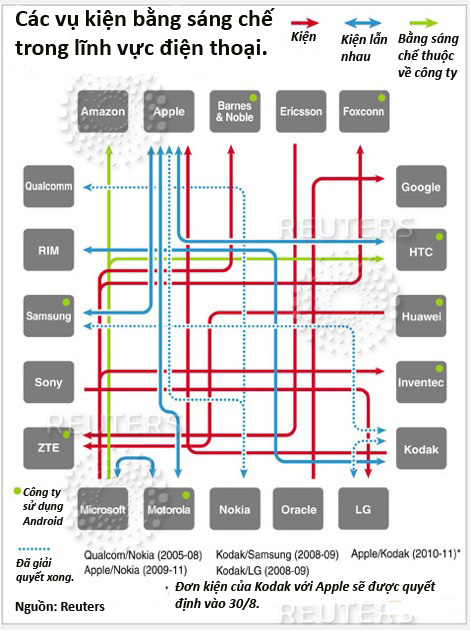 Các vụ kiện bằng sáng chế
trong lĩnh vực điện thoại.
Kiện
Kiện lẫn
nhau
Bằng sáng
chế thuộc
về công ty
Amazon
Apple
Barnes
& Noble
Ericsson
Foxconn
Qualcomm
Google
REUTERS
RIM
HTC
Samsung
Huawei
Sony
Inventec
REUTERS
ZTE
Kodak
Công ty
sử dụng
Android
Microsoft
Motorola
Nokia
Oracle
LG
Đã giải
quyết xong.
Qualcom/Nokia (2005-08)
Kodak/Samsung (2008-09)
Apple/Kodak (2010-11)*
Apple/Nokia (2009-11)
Kodak/LG (2008-09)
* Đơn kiện của Kodak với Apple sẽ được quyết
định vào 30/8.
Nguồn: Reuters
REUTERS